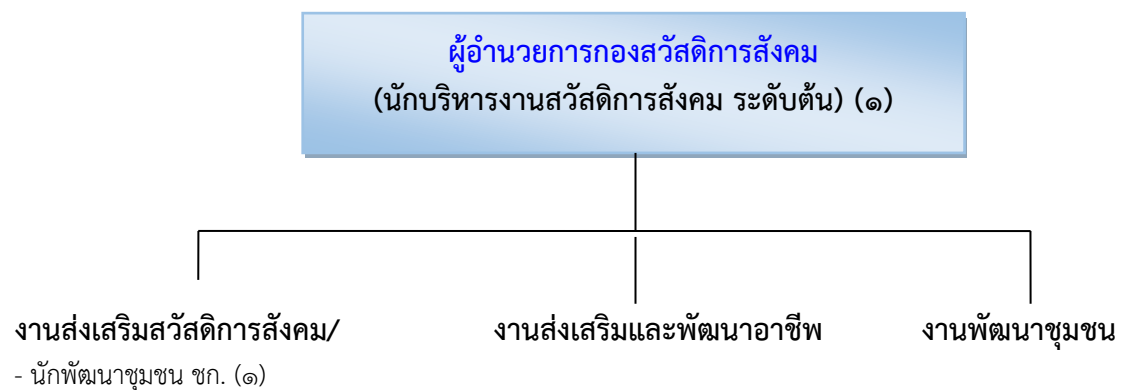 ผู้อำนวยการกองสวัสดิการสังคม
(นักบริหารงานสวัสดิการสังคม ระดับต้น) (๑)
งานส่งเสริมสวัสดิการสังคม/
งานส่งเสริมและพัฒนาอาชีพ
งานพัฒนาชุมชน
- นักพัฒนาชุมชน ชก. (๑)